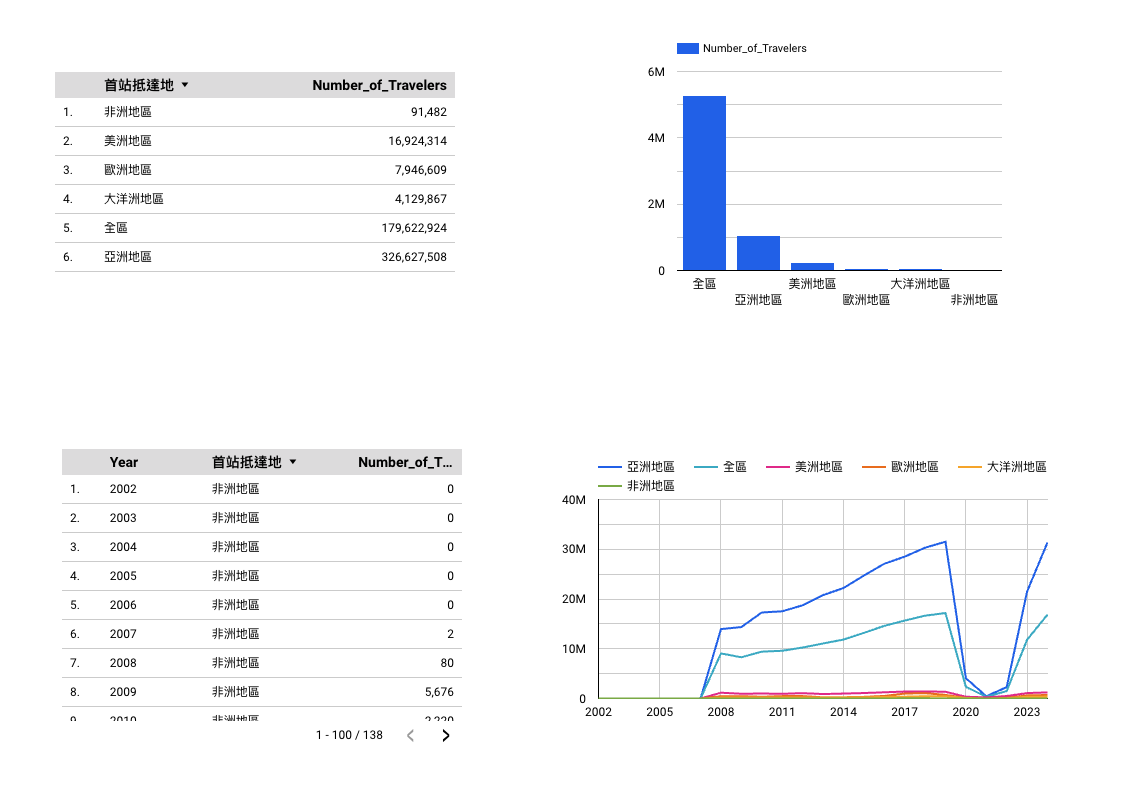 首站抵達地 Number_of_Travelers
1. 非洲地區 91,482
2. 美洲地區 16,924,314
3. 歐洲地區 7,946,609
4. 大洋洲地區 4,129,867
5. 全區 179,622,924
6. 亞洲地區 326,627,508
Number_of_Travelers
6M
4M
2M
0
全區 美洲地區 大洋洲地區
亞洲地區 歐洲地區 非洲地區
Year 首站抵達地 Number_of_T...
1. 2002 非洲地區 0
2. 2003 非洲地區 0
3. 2004 非洲地區 0
4. 2005 非洲地區 0
5. 2006 非洲地區 0
6. 2007 非洲地區 2
7. 2008 非洲地區 80
8. 2009 非洲地區 5,676
9. 2010 非洲地區 2,220
1 - 100 / 138
亞洲地區 全區 美洲地區 歐洲地區 大洋洲地區
非洲地區
40M
30M
20M
10M
0
2002 2005 2008 2011 2014 2017 2020 2023